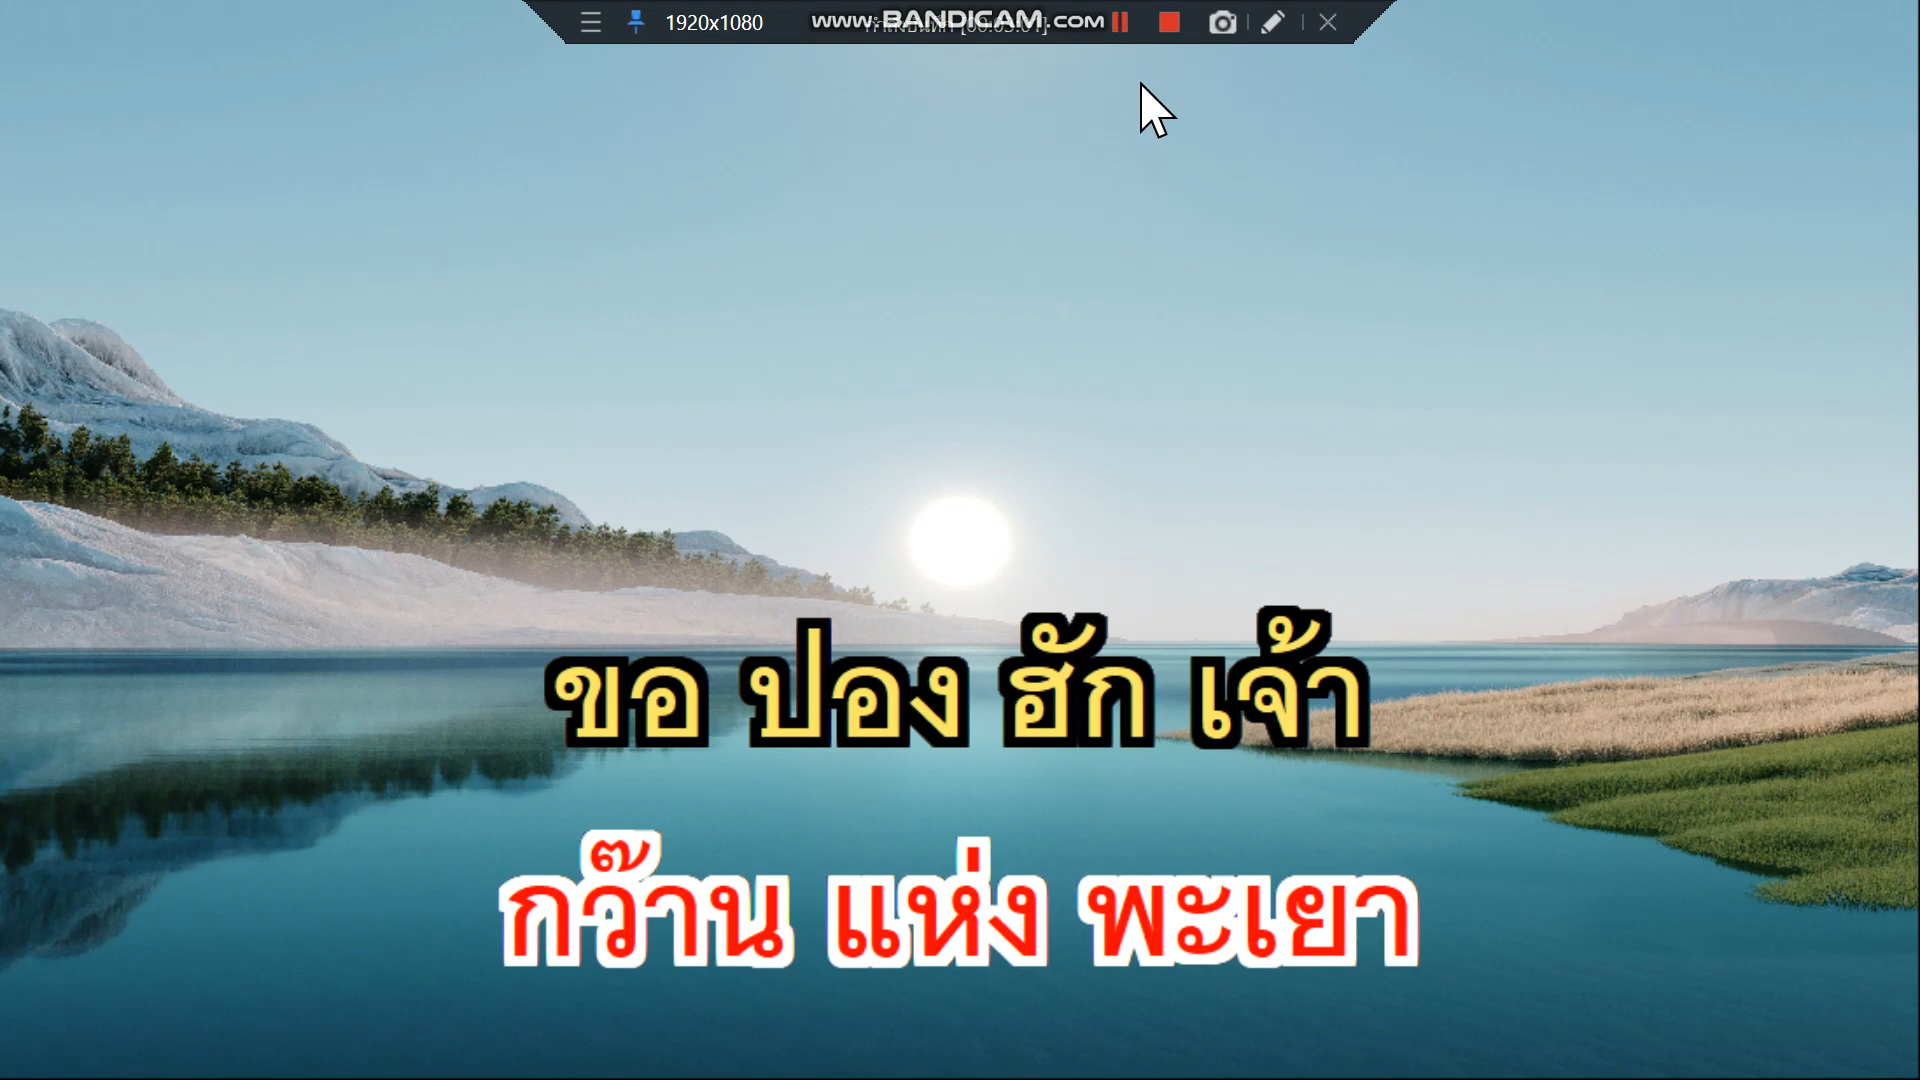 1920x1080 www.BANDICAM.com
ขอ ปอง ฮัก เจ้า
กว๊าน แห่ง พะเยา